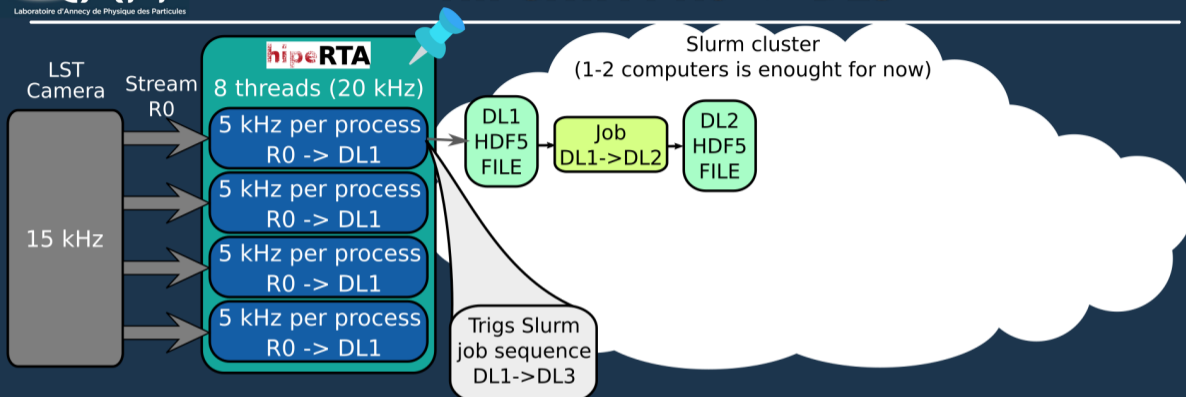 Laboratoire d'Annecy de Physique des Particules
LST
Camera
15 kHz
Stream
R0
hipeRTA
8 threads (20 kHz)
5 kHz per process
R0 -> DL1
5 kHz per process
R0 -> DL1
5 kHz per process
R0 -> DL1
5 kHz per process
R0 -> DL1
Slurm cluster
(1-2 computers is enought for now)
DL1
HDF5
FILE
Job
DL1->DL2
DL2
HDF5
FILE
Trigs Slurm
job sequence
DL1->DL3